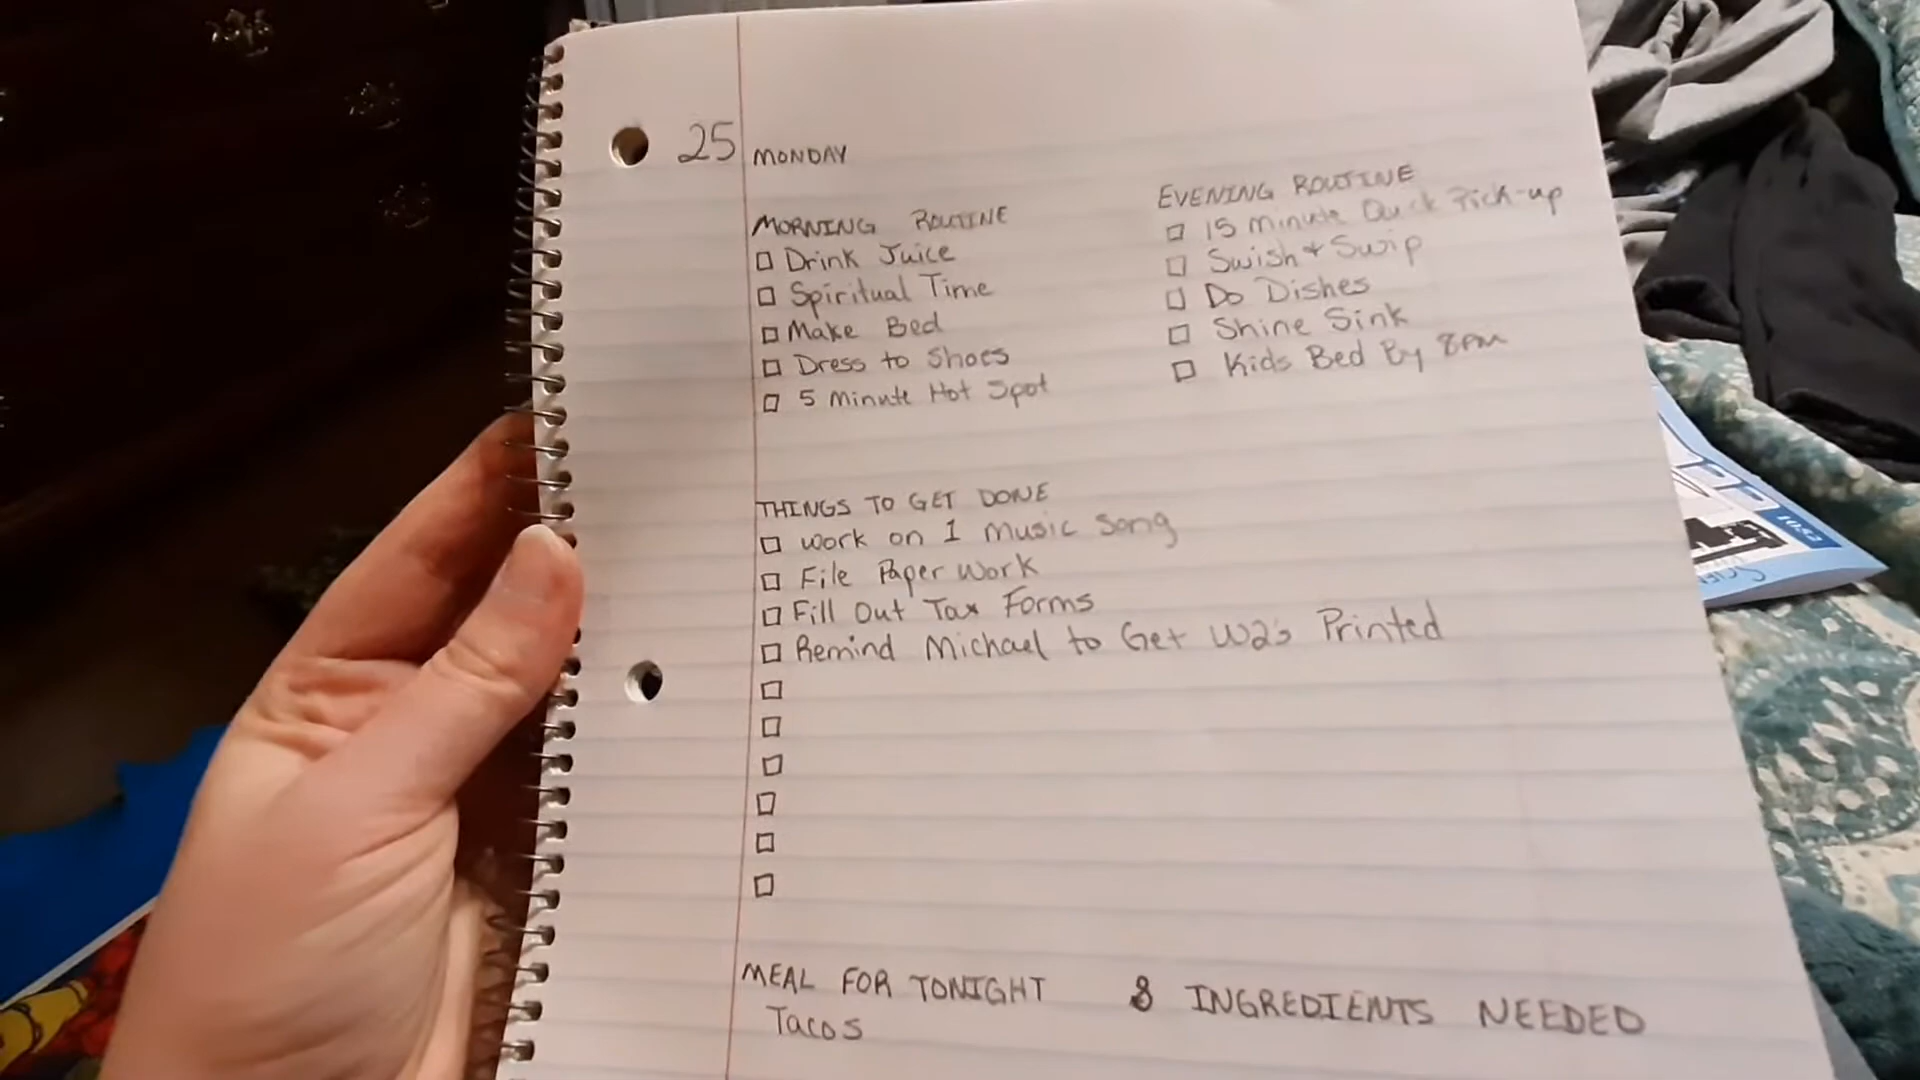 25 MONDAY
MORNING ROUTINE
Drink Juice
Spiritual Time
Make Bed
Dress to Shoes
5 Minute Hot Spot
EVENING ROUTINE
15 Minute Pick-up
Swish & Swip
Do Dishes
Shine Sink
Kids Bed By 8PM
THINGS TO GET DONE
Work on 1 Music Song
File Paper Work
Fill Out Tax Forms
Remind Michael to Get W2's Printed
MEAL FOR TONIGHT & INGREDIENTS NEEDED
Tacos